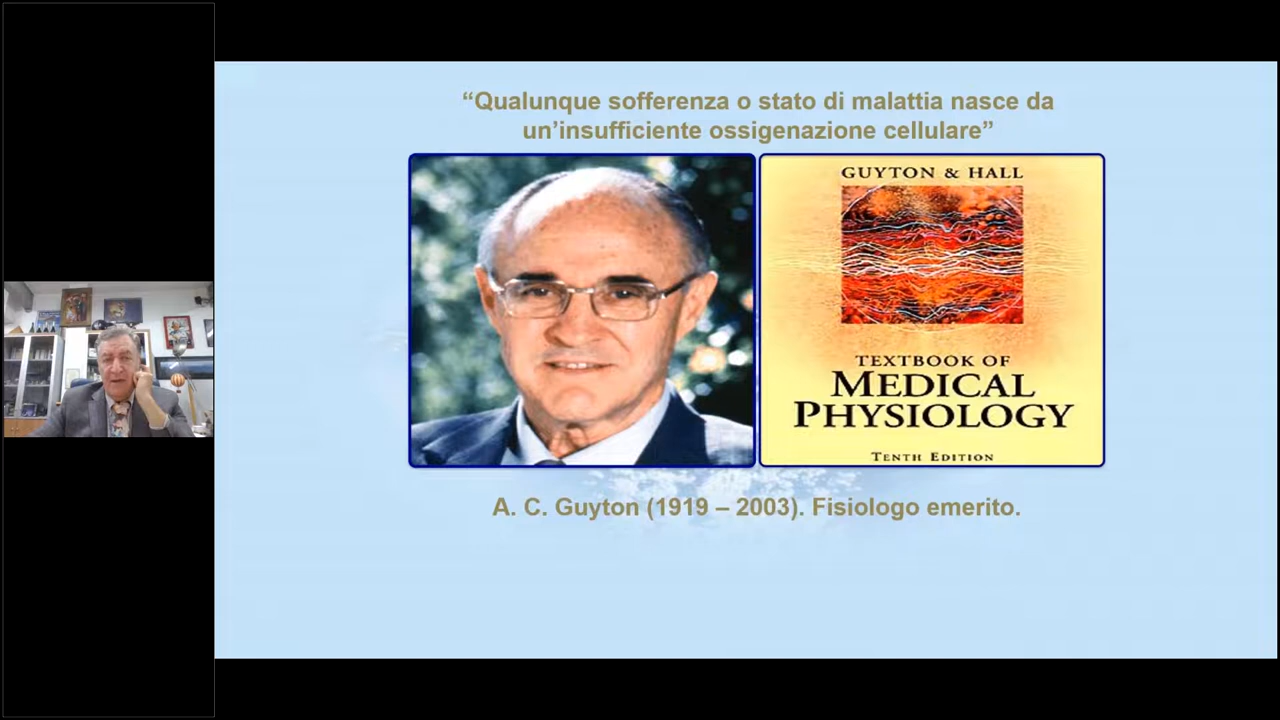 “Qualunque sofferenza o stato di malattia nasce da
un’insufficiente ossigenazione cellulare”
GUYTON & HALL
TEXTBOOK OF
MEDICAL
PHYSIOLOGY
TENTH EDITION
A. C. Guyton (1919 – 2003). Fisiologo emerito.